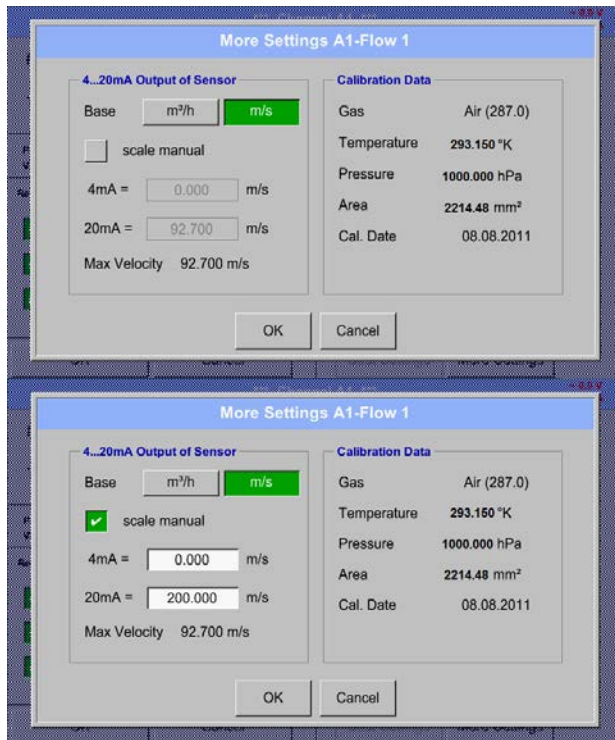 More Settings A1-Flow 1
4...20mA Output of Sensor
Base m³/h m/s
scale manual
4mA = 0.000 m/s
20mA = 92.700 m/s
Max Velocity 92.700 m/s
Calibration Data
Gas Air (287.0)
Temperature 293.150 °K
Pressure 1000.000 hPa
Area 2214.48 mm²
Cal. Date 08.08.2011
OK Cancel
More Settings A1-Flow 1
4...20mA Output of Sensor
Base m³/h m/s
scale manual
4mA = 0.000 m/s
20mA = 200.000 m/s
Max Velocity 92.700 m/s
Calibration Data
Gas Air (287.0)
Temperature 293.150 °K
Pressure 1000.000 hPa
Area 2214.48 mm²
Cal. Date 08.08.2011
OK Cancel